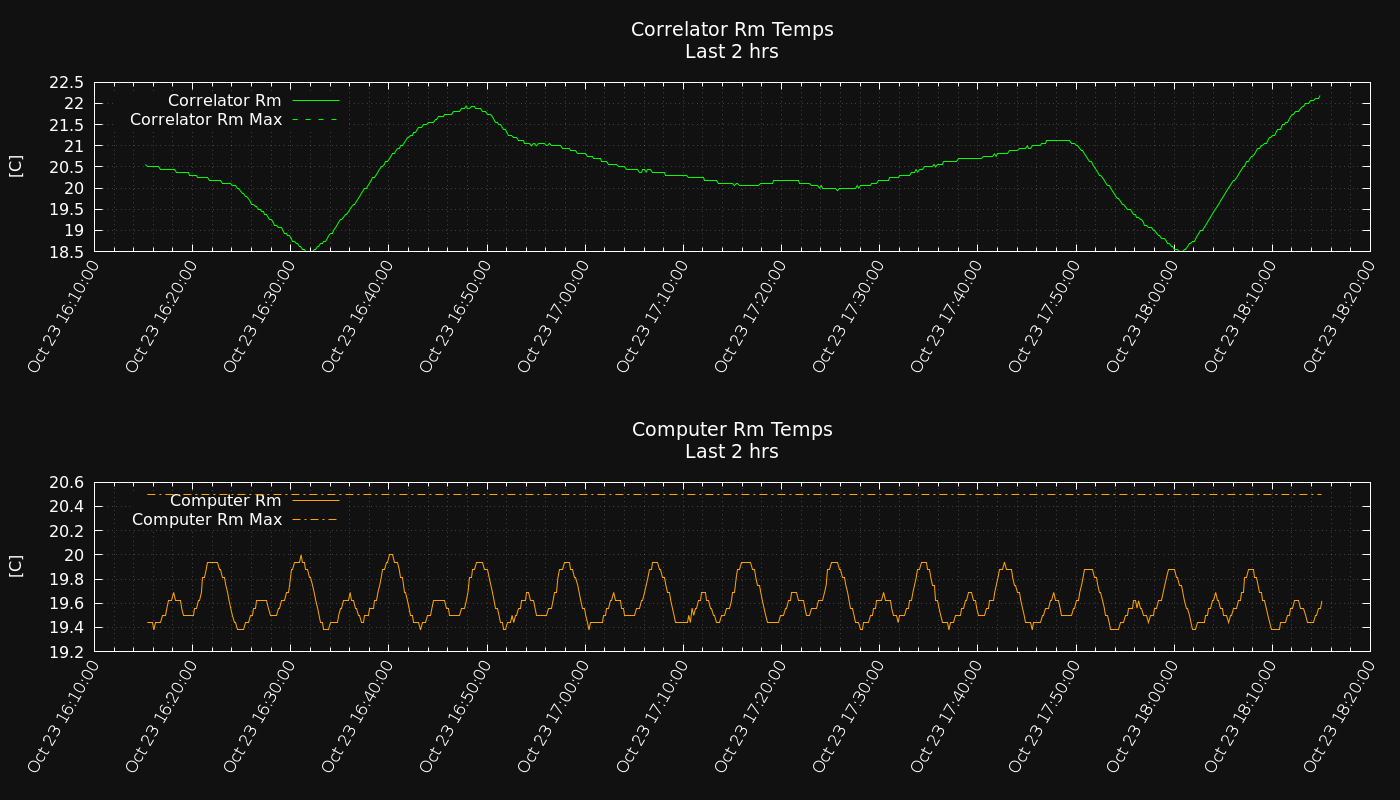 Correlator Rm Temps
Last 2 hrs
22.5
22
21.5
21
20.5
20
19.5
19
18.5
[C]
Correlator Rm
Correlator Rm Max
Oct 23 16:10:00
Oct 23 16:20:00
Oct 23 16:30:00
Oct 23 16:40:00
Oct 23 16:50:00
Oct 23 17:00:00
Oct 23 17:10:00
Oct 23 17:20:00
Oct 23 17:30:00
Oct 23 17:40:00
Oct 23 17:50:00
Oct 23 18:00:00
Oct 23 18:10:00
Oct 23 18:20:00
Computer Rm Temps
Last 2 hrs
20.6
20.4
20.2
20
19.8
19.6
19.4
19.2
[C]
Computer Rm
Computer Rm Max
Oct 23 16:10:00
Oct 23 16:20:00
Oct 23 16:30:00
Oct 23 16:40:00
Oct 23 16:50:00
Oct 23 17:00:00
Oct 23 17:10:00
Oct 23 17:20:00
Oct 23 17:30:00
Oct 23 17:40:00
Oct 23 17:50:00
Oct 23 18:00:00
Oct 23 18:10:00
Oct 23 18:20:00